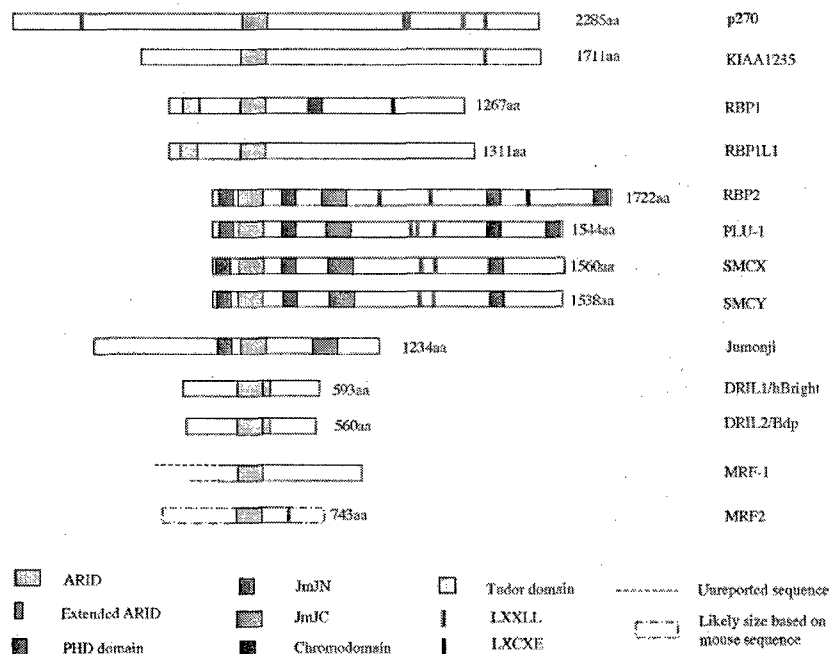 2285aa p270
1711aa KIAA1235
1267aa RBP1
1311aa RBP1L1
1722aa RBP2
1544aa PLU-1
1560aa SMCX
1538aa SMCY
1234aa Jumonji
593aa DRIL1/hBright
560aa DRIL2/Bdp
MRF-1
743aa MRF2
ARID JmJN Tudor domain Unreported sequence
Extended ARID JmJC LXXLL Likely size based on
mouse sequence
PHD domain Chromodomain LXCXE